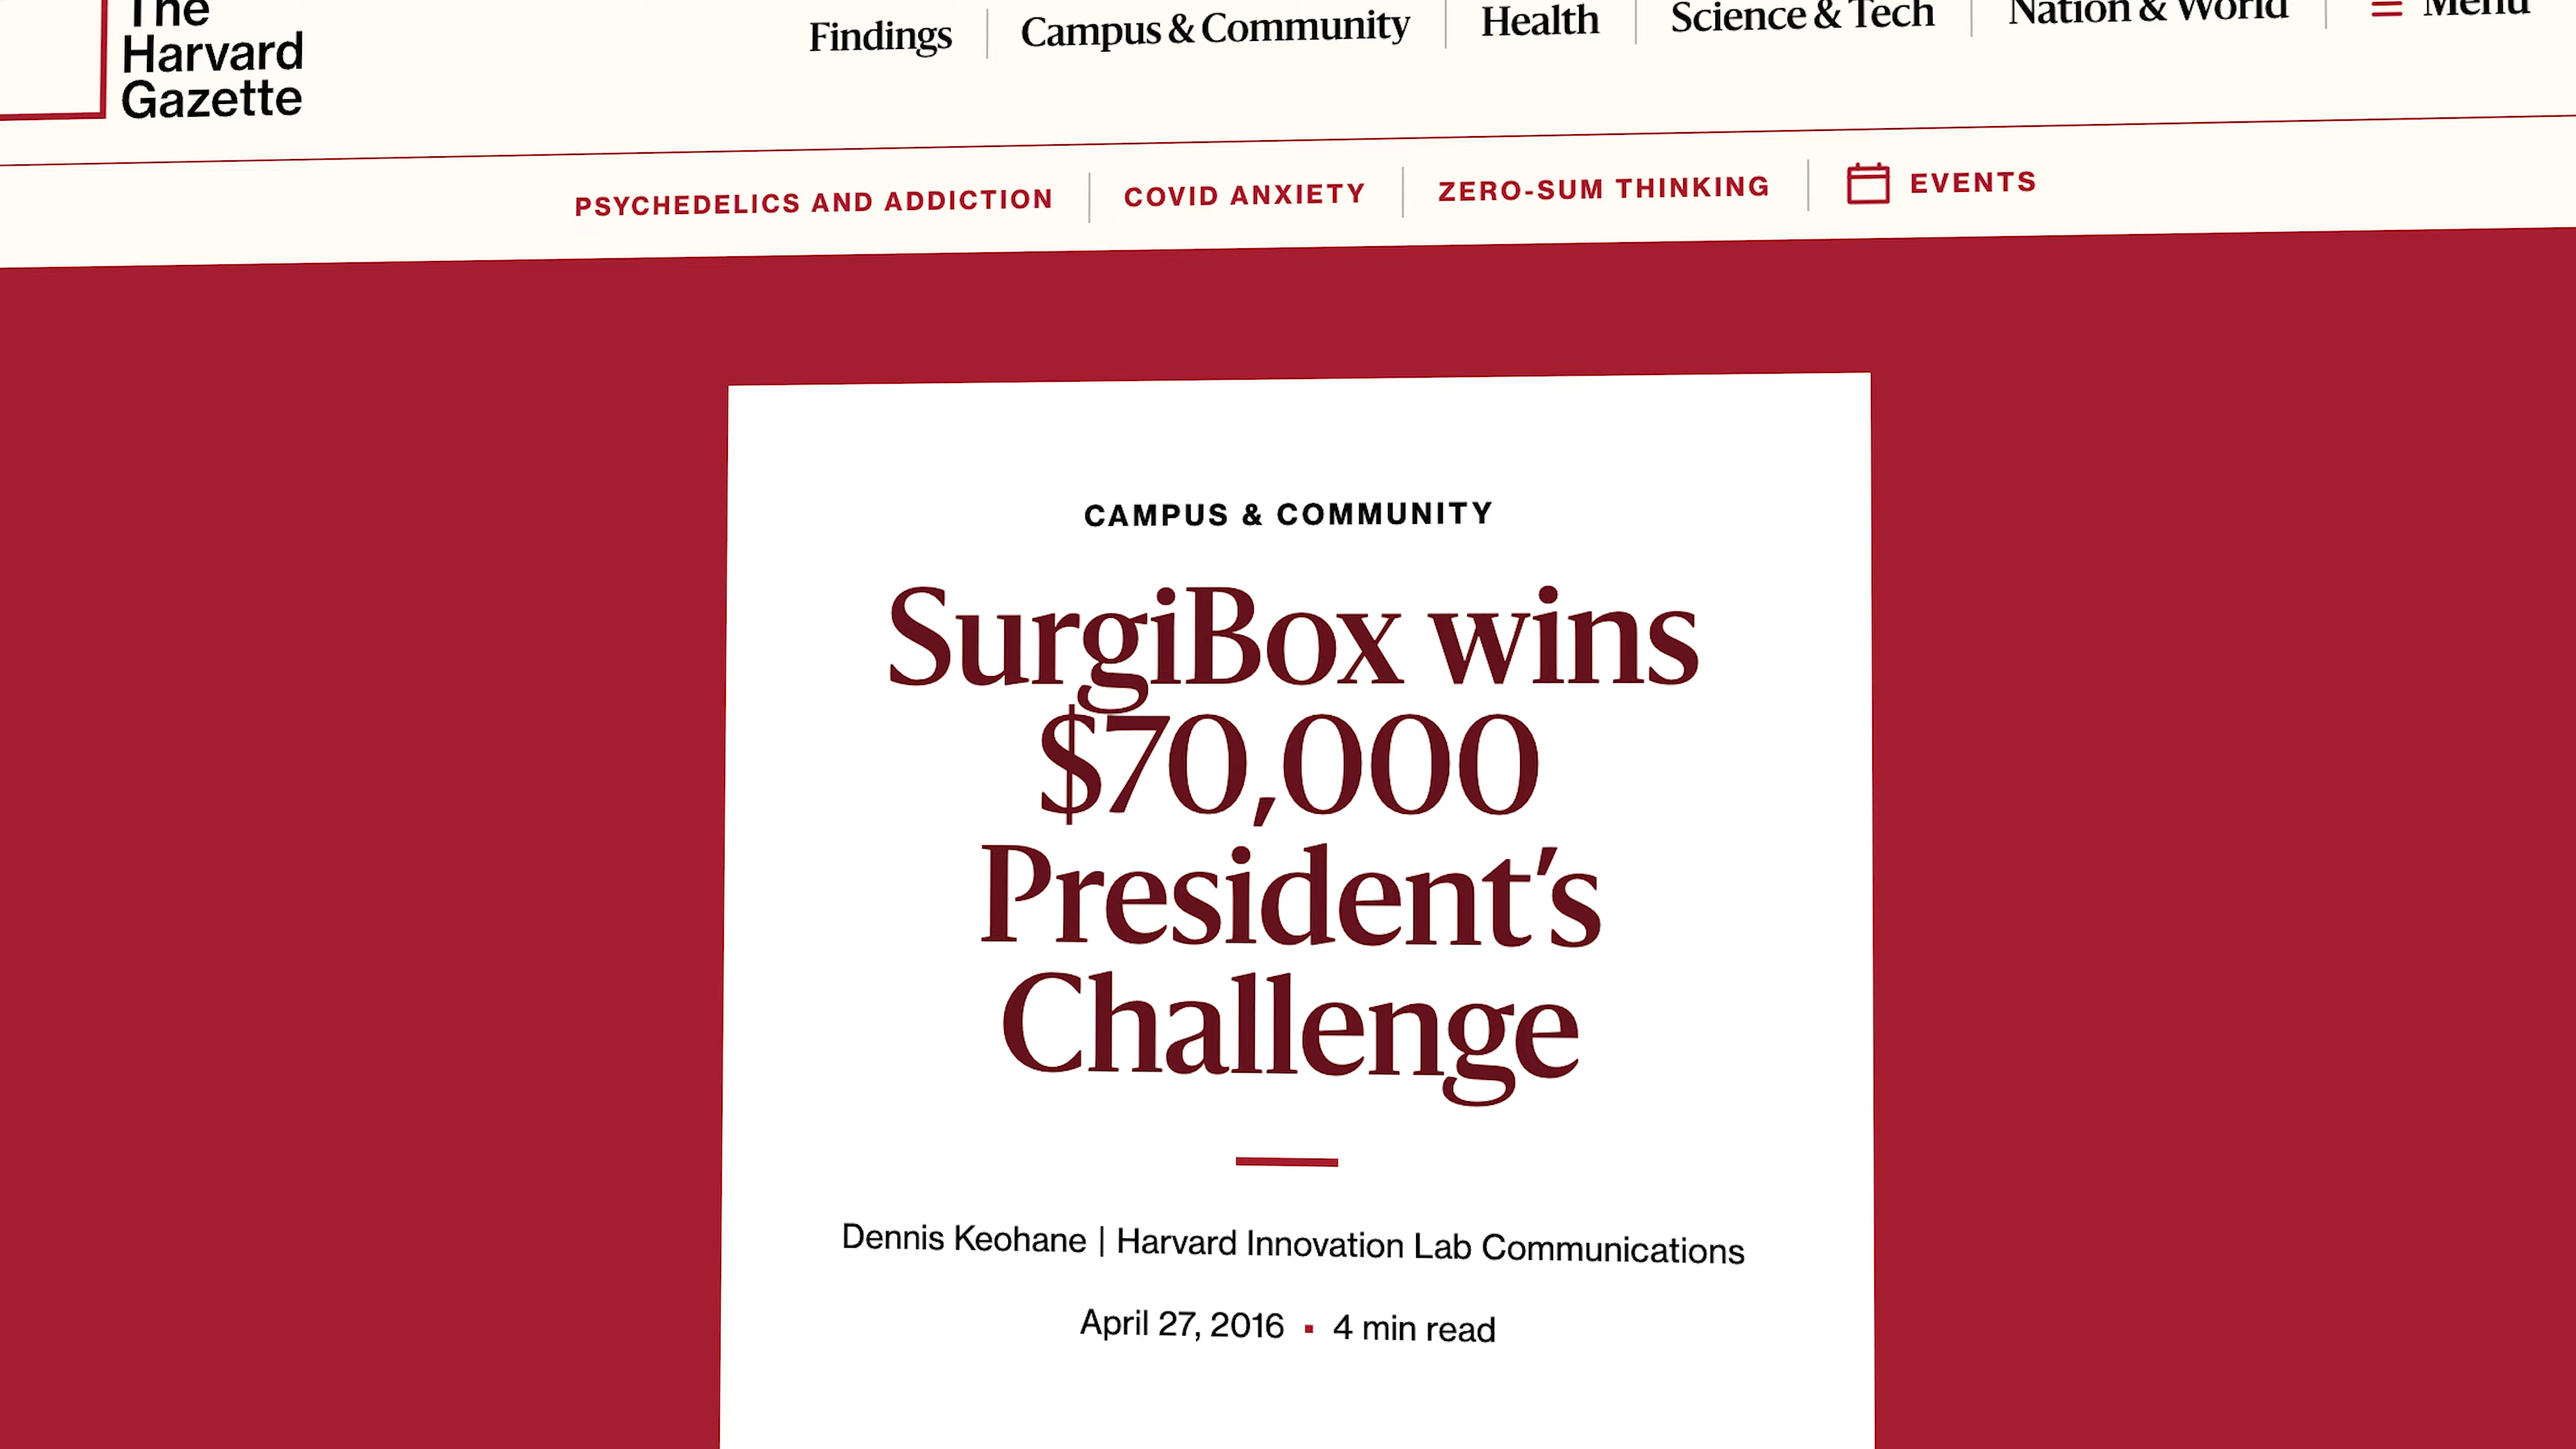 The
Harvard
Gazette
Findings
Campus & Community
Health
Science & Tech
Nation & World
Menu
PSYCHEDELICS AND ADDICTION
COVID ANXIETY
ZERO-SUM THINKING
EVENTS
CAMPUS & COMMUNITY
SurgiBox wins
$70,000
President’s
Challenge
Dennis Keohane | Harvard Innovation Lab Communications
April 27, 2016 ▪ 4 min read